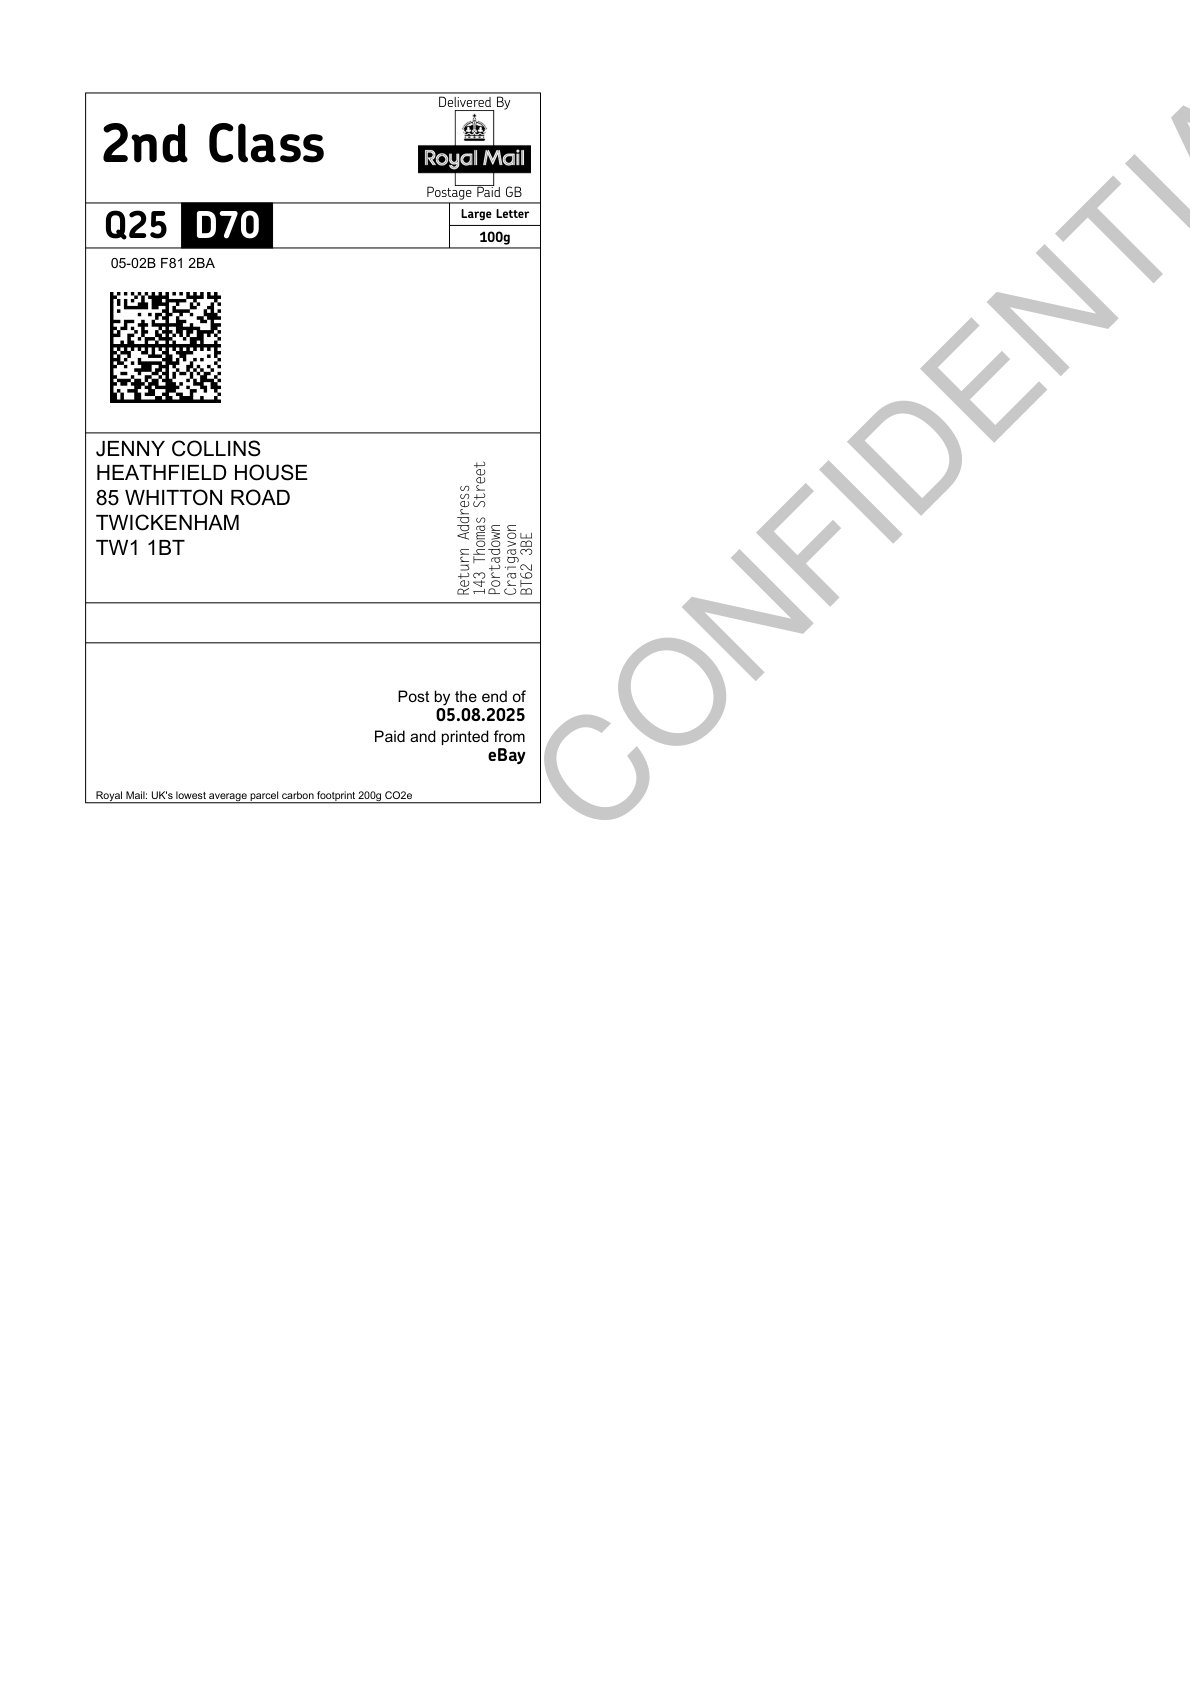 Delivered By
2nd Class
Royal Mail
Postage Paid GB
Q25 D70
Large Letter
100g
05-02B F81 2BA
JENNY COLLINS
HEATHFIELD HOUSE
85 WHITTON ROAD
TWICKENHAM
TW1 1BT
Return Address
143 Thomas Street
Portadown
Craigavon
BT62 3BE
Post by the end of
05.08.2025
Paid and printed from
eBay
Royal Mail: UK's lowest average parcel carbon footprint 200g CO2e
CONFIDENTIA